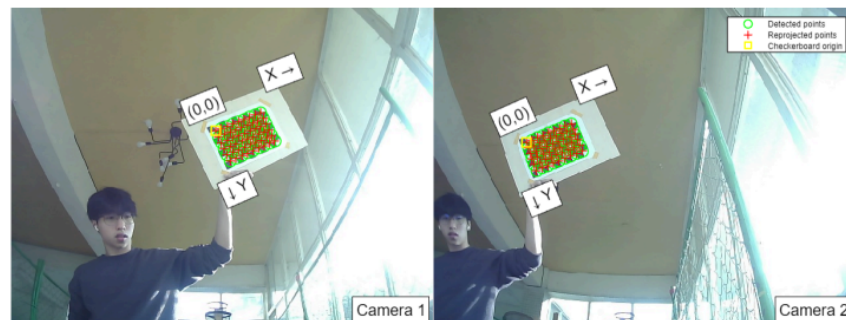 X →
(0,0)
↓ Y
Camera 1
Detected points
Reprojected points
Checkerboard origin
X →
(0,0)
↓ Y
Camera 2